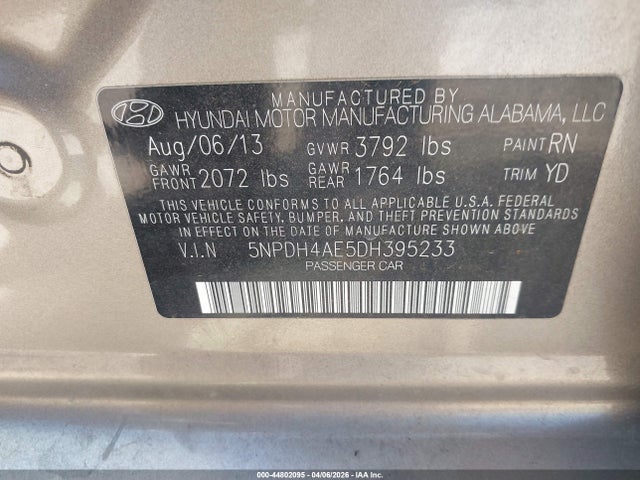 MANUFACTURED BY
HYUNDAI MOTOR MANUFACTURING ALABAMA, LLC
Aug/06/13 GVWR 3792 lbs PAINT RN
GAWR FRONT 2072 lbs GAWR REAR 1764 lbs TRIM YD
THIS VEHICLE CONFORMS TO ALL APPLICABLE U.S.A. FEDERAL
MOTOR VEHICLE SAFETY, BUMPER, AND THEFT PREVENTION STANDARDS
IN EFFECT ON THE DATE OF MANUFACTURE SHOWN ABOVE.
V.I.N 5NPDH4AE5DH395233
PASSENGER CAR
000-44802095 - 04/06/2026 - IAA Inc.